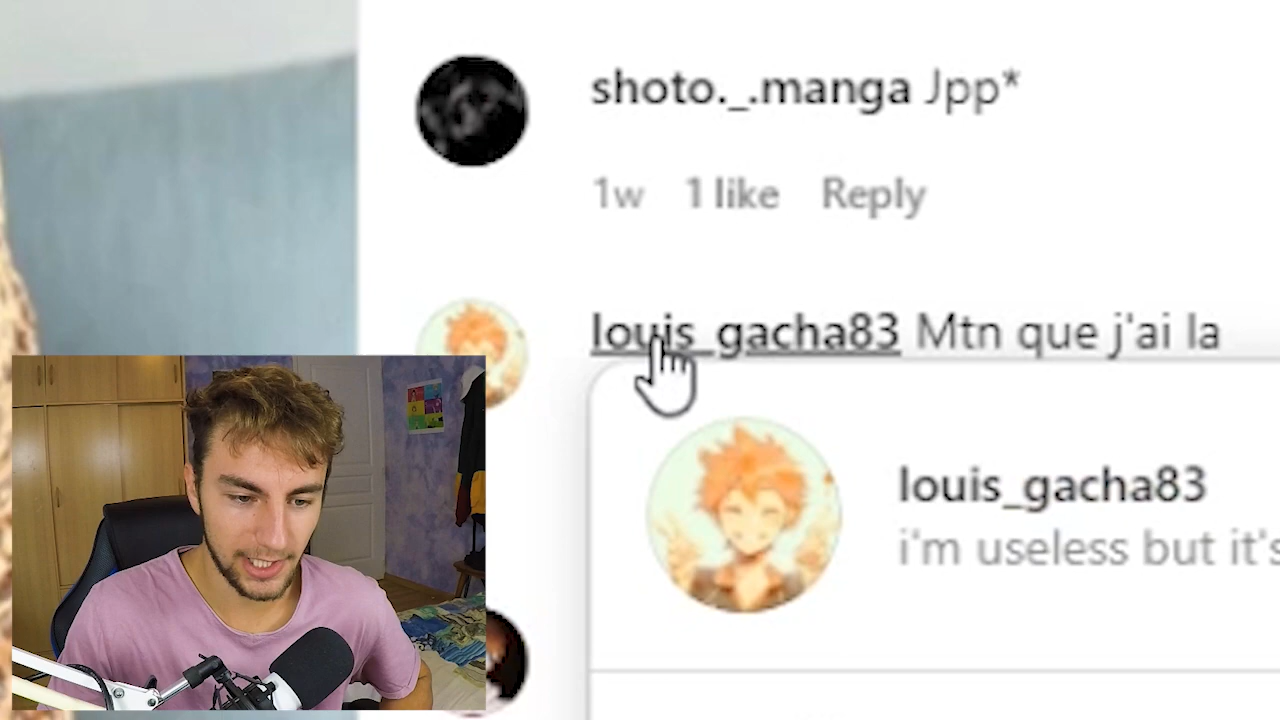 shoto._.manga Jpp*
1w 1 like Reply
louis_gacha83 Mtn que j'ai la
louis_gacha83
i'm useless but it's